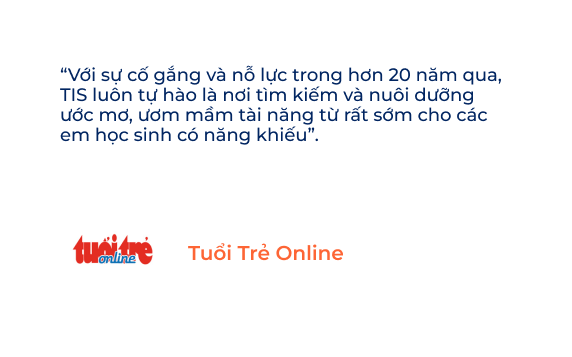 “Với sự cố gắng và nỗ lực trong hơn 20 năm qua,
TIS luôn tự hào là nơi tìm kiếm và nuôi dưỡng
ước mơ, ươm mầm tài năng từ rất sớm cho các
em học sinh có năng khiếu”.
tuổi trẻ
online
Tuổi Trẻ Online